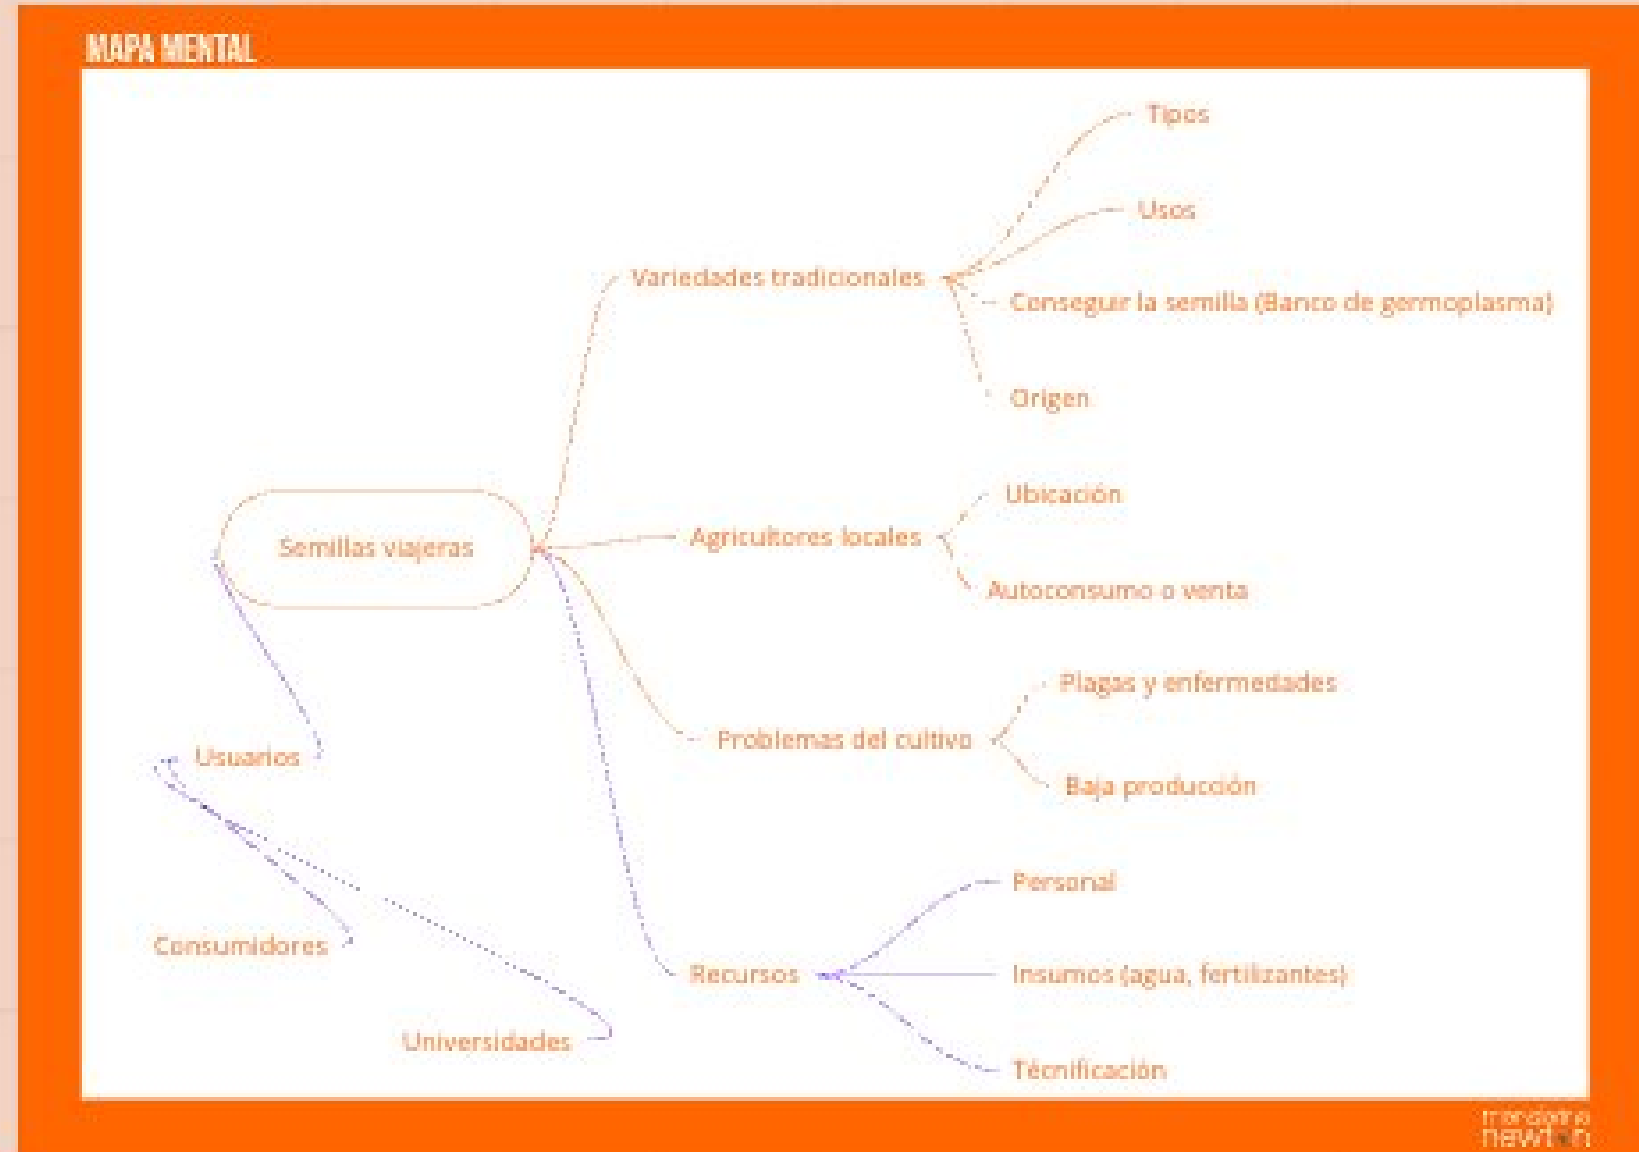 MAPA MENTAL
Tipos
Usos
Variedades tradicionales
Conseguir la semilla (Banco de germoplasma)
Origen
Ubicación
Semillas viajeras
Agricultores locales
Autoconsumo o venta
Plagas y enfermedades
Problemas del cultivo
Usuarios
Baja producción
Personal
Consumidores
Recursos
Insumos (agua, fertilizantes)
Universidades
Técnificación